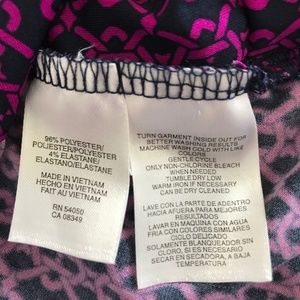 96% POLYESTER/
POLIESTER/POLYESTER
4% ELASTANE/
ELASTANO/ELASTANE
MADE IN VIETNAM
HECHO EN VIETNAM
FAIT AU VIETNAM
RN 54050
CA 08349
TURN GARMENT INSIDE OUT FOR
BETTER WASHING RESULTS
MACHINE WASH COLD WITH LIKE
COLORS
GENTLE CYCLE
ONLY NON-CHLORINE BLEACH
WHEN NEEDED
TUMBLE DRY LOW
WARM IRON IF NECESSARY
CAN BE DRY CLEANED
LAVE CON LA PARTE DE ADENTRO
HACIA AFUERA PARA MEJORES
RESULTADOS
LAVAR EN MAQUINA CON AGUA
FRIA CON COLORES SIMILARES
CICLO DELICADO
SOLAMENTE BLANQUEADOR SIN
CLORO, SI ES NECESARIO
SECAR EN SECADORA A BAJA
TEMPERATURA